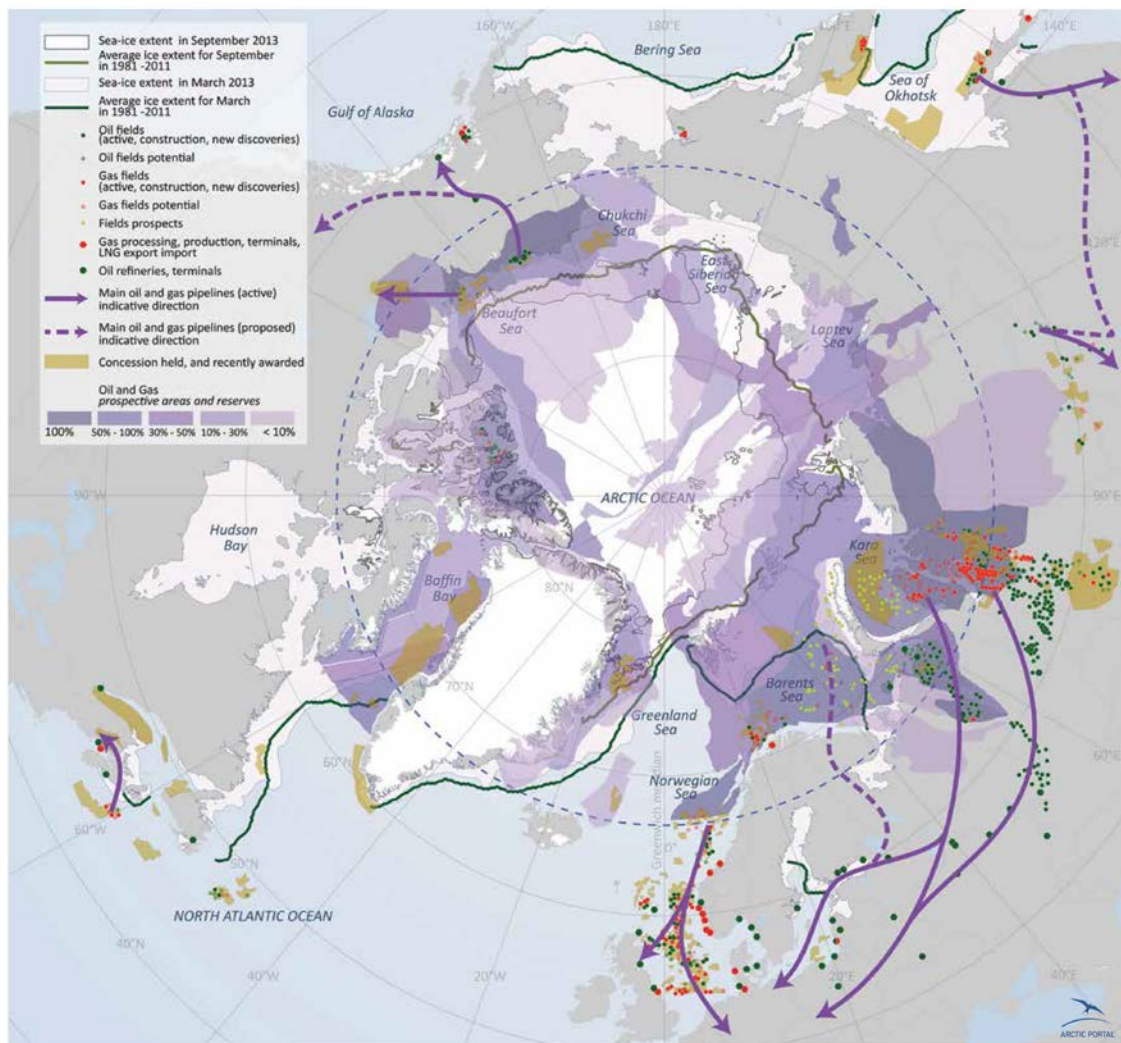 Sea-ice extent in September 2013
Average ice extent for September
in 1981 -2011
Sea-ice extent in March 2013
Average ice extent for March
in 1981 -2011
Oil fields
(active, construction, new discoveries)
Oil fields potential
Gas fields
(active, construction, new discoveries)
Gas fields potential
Fields prospects
Gas processing, production, terminals,
LNG export import
Oil refineries, terminals
Main oil and gas pipelines (active)
indicative direction
Main oil and gas pipelines (proposed)
indicative direction
Concession held, and recently awarded
Oil and Gas
prospective areas and reserves
100% 50% - 100% 30% - 50% 10% - 30% < 10%
160°W
180°E
160°E
140°E
Bering Sea
Sea of
Okhotsk
Gulf of Alaska
Chukchi
Sea
East
Siberian
Sea
120°E
Beaufort
Sea
Laptev
Sea
90°W
ARCTIC OCEAN
90°E
Hudson
Bay
Kara
Sea
Baffin
Bay
80°N
70°N
Barents
Sea
Greenland
Sea
60°N
Norwegian
Sea
60°E
Greenwich meridian
0°
60°W
50°N
NORTH ATLANTIC OCEAN
40°N
40°W
20°W
20°E
40°E
ARCTIC PORTAL